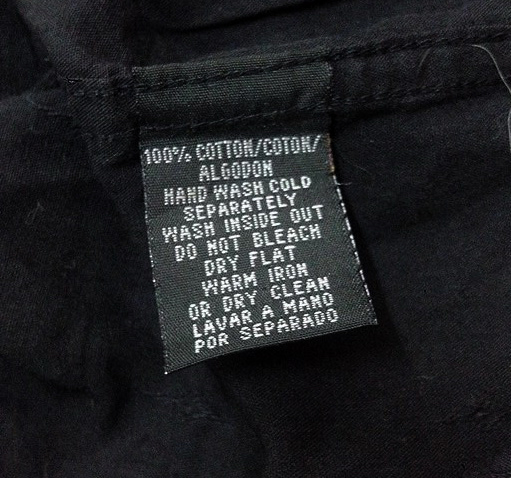 100% COTTON/COTON/
ALGODON
HAND WASH COLD
SEPARATELY
WASH INSIDE OUT
DO NOT BLEACH
DRY FLAT
WARM IRON
OR DRY CLEAN
LAVAR A MANO
POR SEPARADO